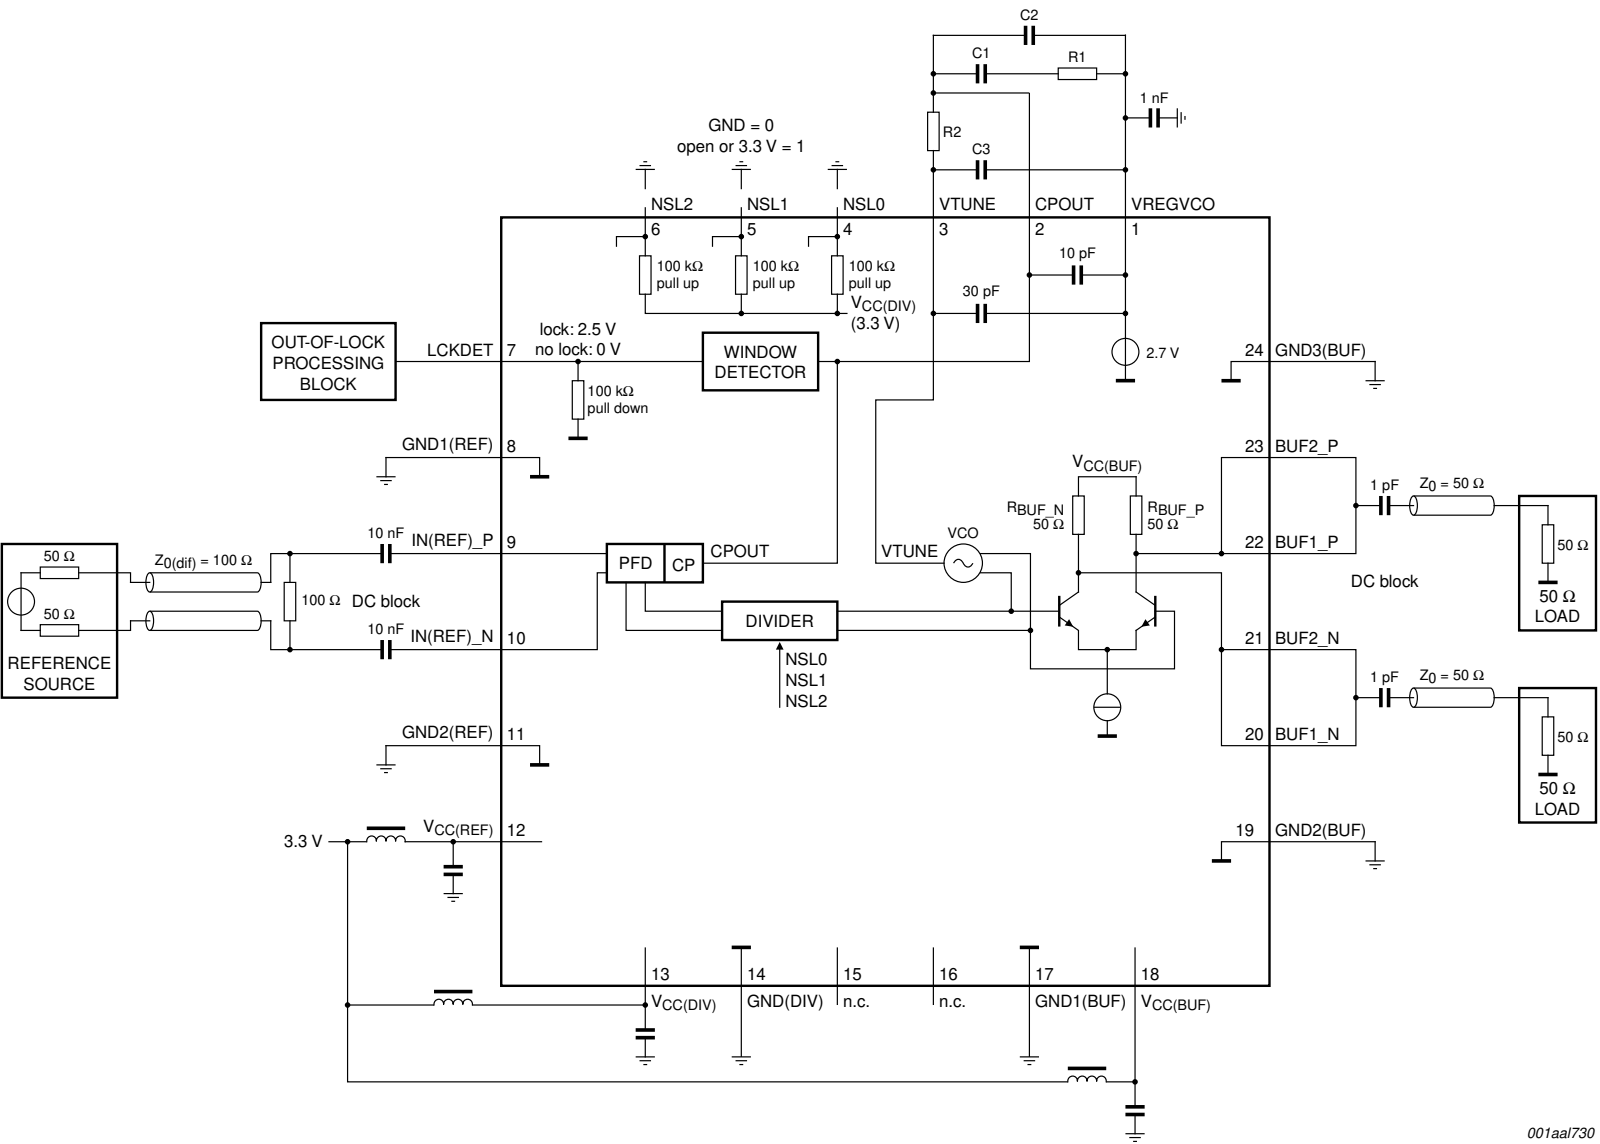 C2
C1
R1
1 nF
R2
C3
GND = 0
open or 3.3 V = 1
NSL2
NSL1
NSL0
VTUNE
CPOUT
VREGVCO
6
5
4
3
2
1
100 kΩ
pull up
100 kΩ
pull up
100 kΩ
pull up
10 pF
30 pF
VCC(DIV)
(3.3 V)
2.7 V
OUT-OF-LOCK
PROCESSING
BLOCK
LCKDET
7
lock: 2.5 V
no lock: 0 V
WINDOW
DETECTOR
100 kΩ
pull down
24
GND3(BUF)
GND1(REF)
8
23
BUF2_P
VCC(BUF)
RBUF_N
50 Ω
RBUF_P
50 Ω
1 pF
Z0 = 50 Ω
50 Ω
50 Ω
LOAD
10 nF
IN(REF)_P
9
PFD
CP
CPOUT
VTUNE
VCO
22
BUF1_P
DC block
50 Ω
50 Ω
REFERENCE
SOURCE
Z0(dif) = 100 Ω
100 Ω
DC block
10 nF
IN(REF)_N
10
DIVIDER
NSL0
NSL1
NSL2
21
BUF2_N
1 pF
Z0 = 50 Ω
50 Ω
50 Ω
LOAD
GND2(REF)
11
20
BUF1_N
3.3 V
VCC(REF)
12
19
GND2(BUF)
13
14
15
16
17
18
VCC(DIV)
GND(DIV)
n.c.
n.c.
GND1(BUF)
VCC(BUF)
001aal730